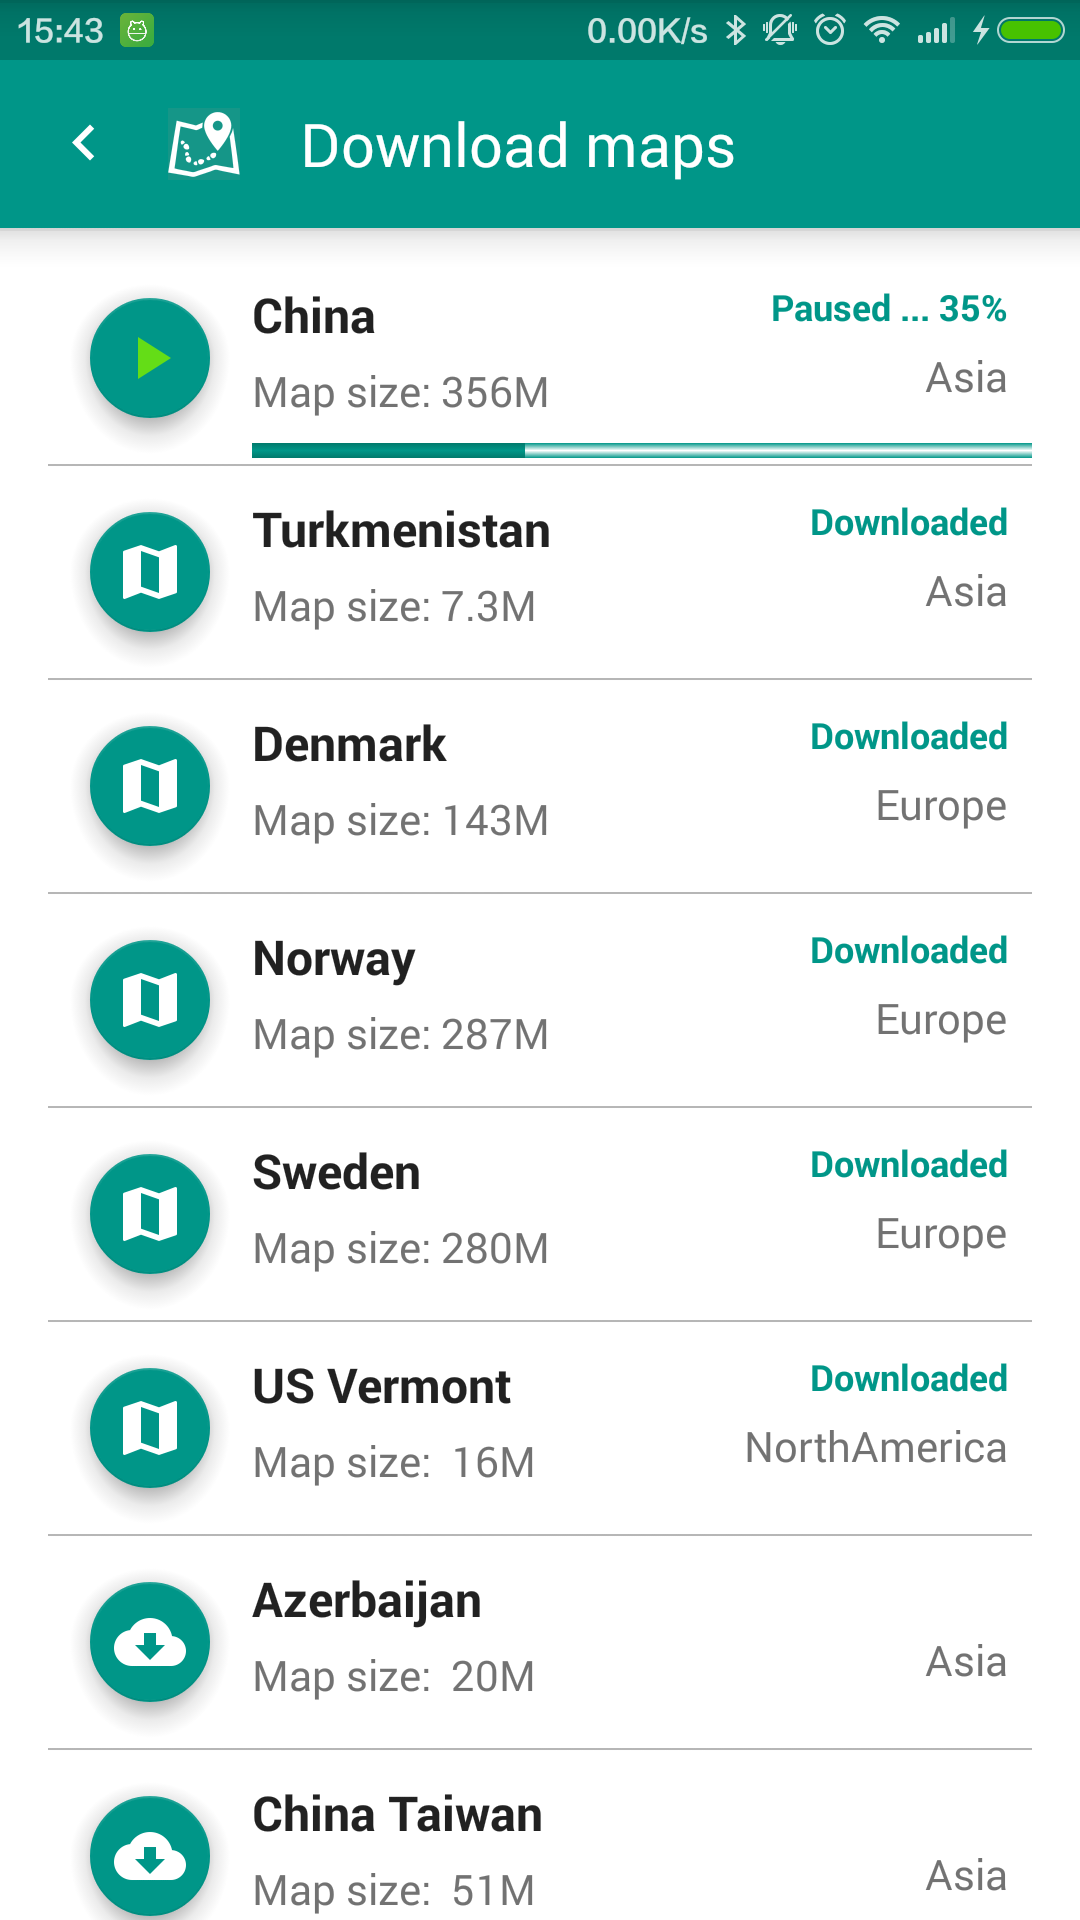 15:43 0.00K/s
Download maps
China Paused ... 35%
Map size: 356M Asia
Turkmenistan Downloaded
Map size: 7.3M Asia
Denmark Downloaded
Map size: 143M Europe
Norway Downloaded
Map size: 287M Europe
Sweden Downloaded
Map size: 280M Europe
US Vermont Downloaded
Map size: 16M NorthAmerica
Azerbaijan
Map size: 20M Asia
China Taiwan
Map size: 51M Asia